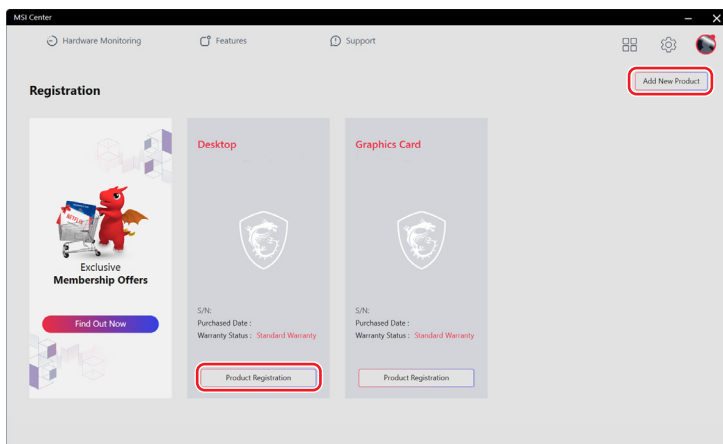 MSI Center
Hardware Monitoring
Features
Support
Add New Product
Registration
Exclusive
Membership Offers
Find Out Now
Desktop
S/N:
Purchased Date :
Warranty Status : Standard Warranty
Product Registration
Graphics Card
S/N:
Purchased Date :
Warranty Status : Standard Warranty
Product Registration
NETFLIX